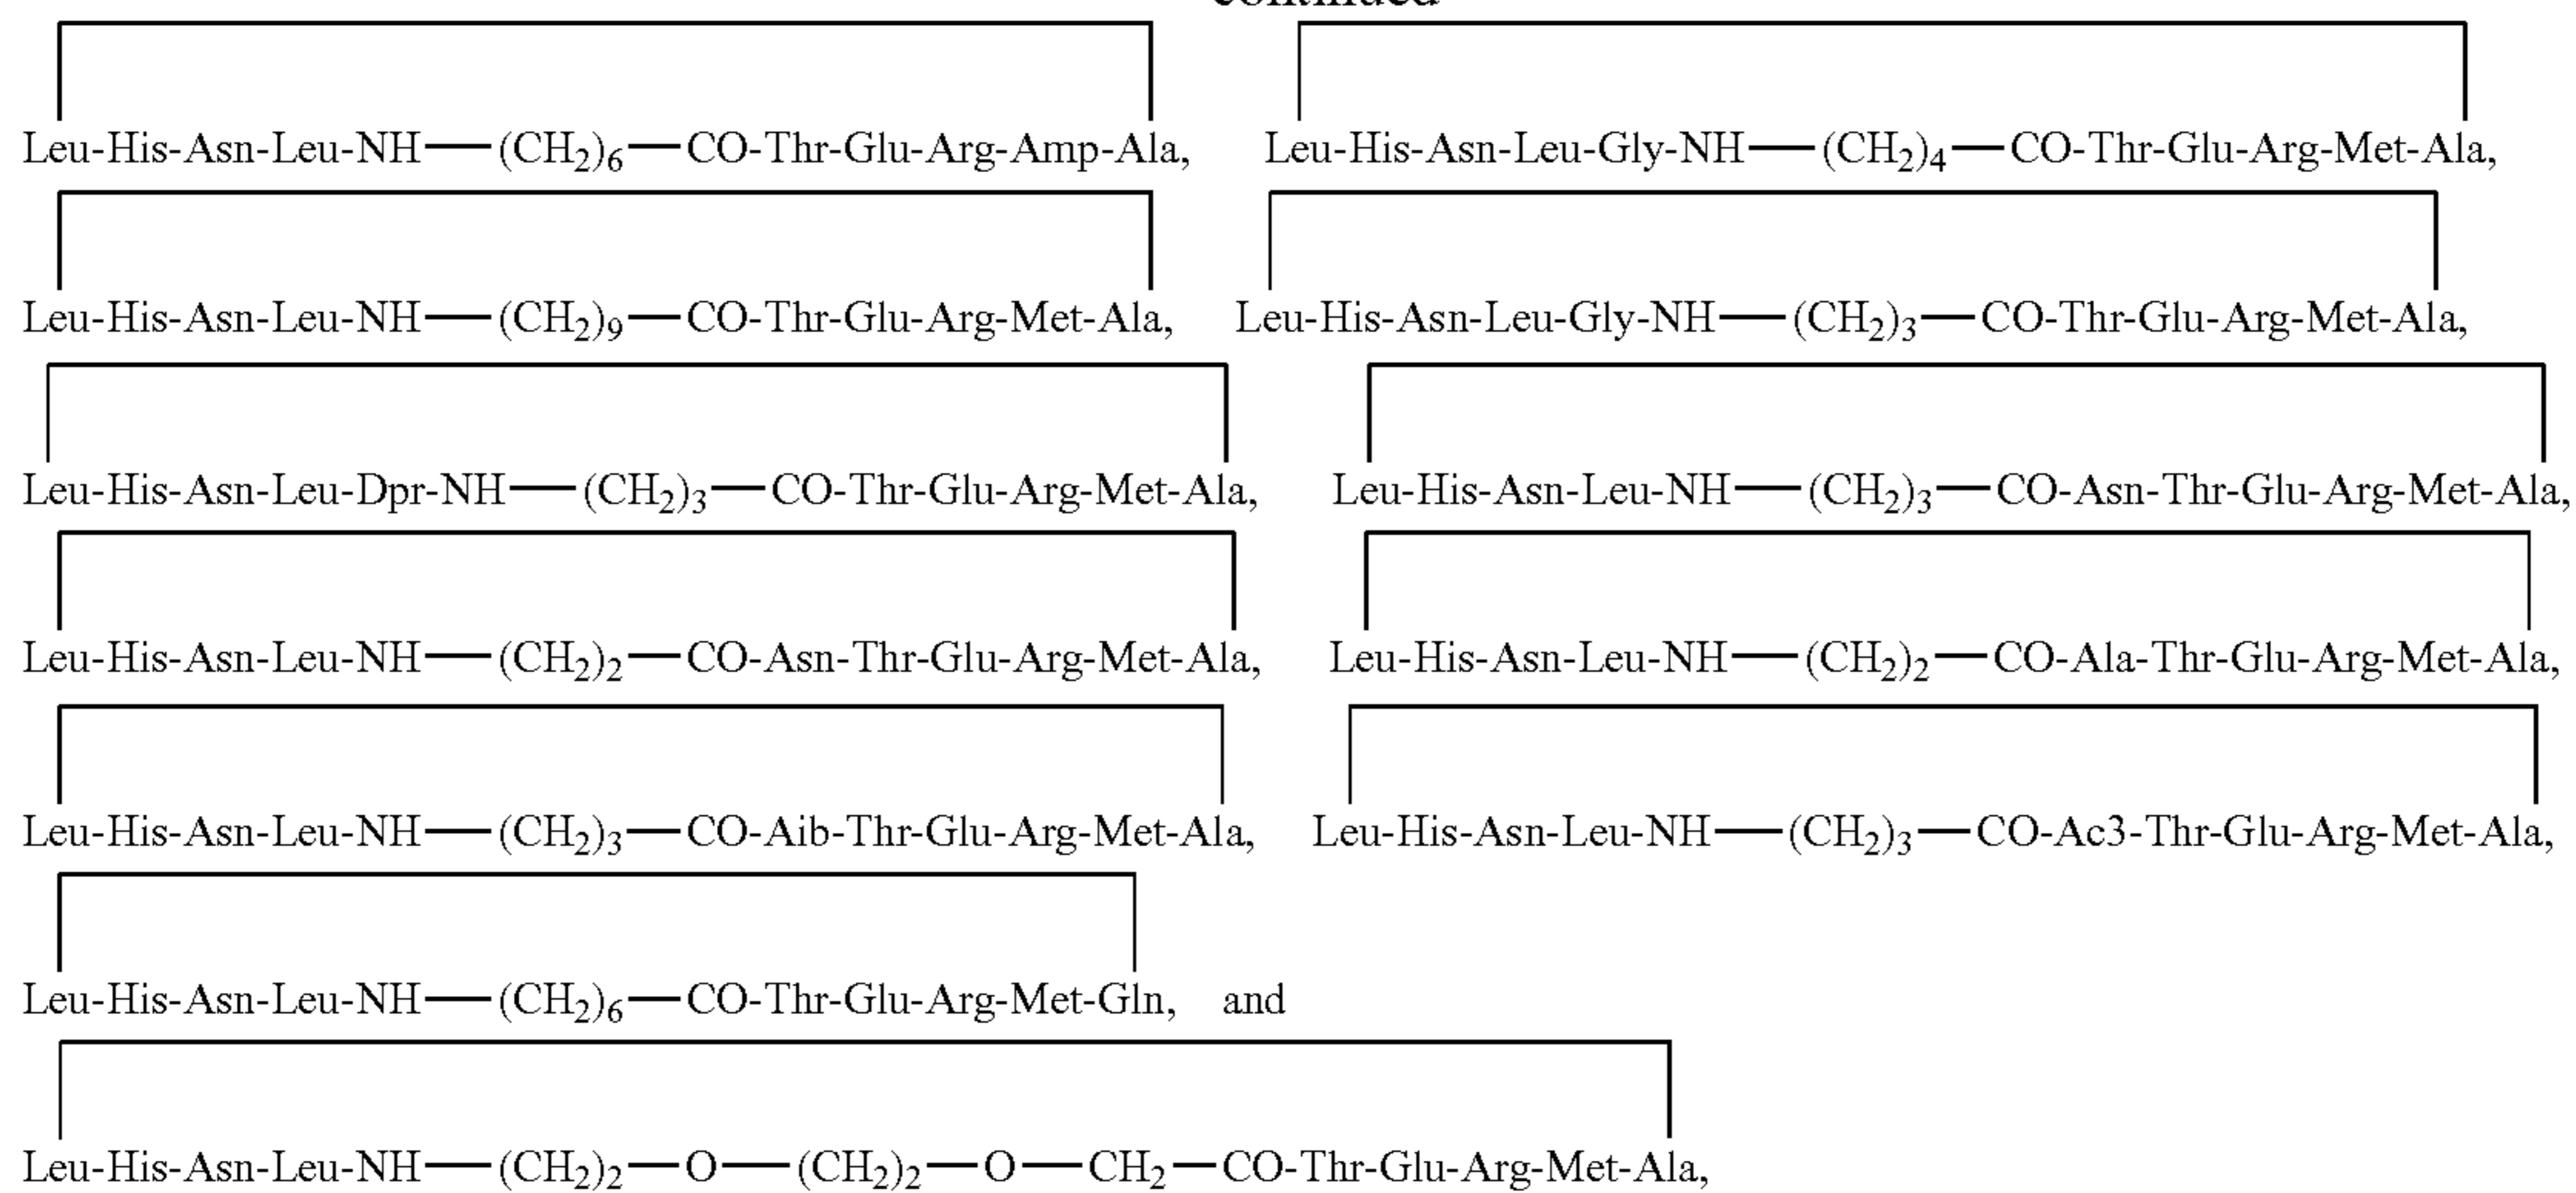 continued
Leu-His-Asn-Leu-NH—(CH₂)₆—CO-Thr-Glu-Arg-Amp-Ala, Leu-His-Asn-Leu-Gly-NH—(CH₂)₄—CO-Thr-Glu-Arg-Met-Ala,
Leu-His-Asn-Leu-NH—(CH₂)₉—CO-Thr-Glu-Arg-Met-Ala, Leu-His-Asn-Leu-Gly-NH—(CH₂)₃—CO-Thr-Glu-Arg-Met-Ala,
Leu-His-Asn-Leu-Dpr-NH—(CH₂)₃—CO-Thr-Glu-Arg-Met-Ala, Leu-His-Asn-Leu-NH—(CH₂)₃—CO-Asn-Thr-Glu-Arg-Met-Ala,
Leu-His-Asn-Leu-NH—(CH₂)₂—CO-Asn-Thr-Glu-Arg-Met-Ala, Leu-His-Asn-Leu-NH—(CH₂)₂—CO-Ala-Thr-Glu-Arg-Met-Ala,
Leu-His-Asn-Leu-NH—(CH₂)₃—CO-Aib-Thr-Glu-Arg-Met-Ala, Leu-His-Asn-Leu-NH—(CH₂)₃—CO-Ac3-Thr-Glu-Arg-Met-Ala,
Leu-His-Asn-Leu-NH—(CH₂)₆—CO-Thr-Glu-Arg-Met-Gln, and
Leu-His-Asn-Leu-NH—(CH₂)₂—O—(CH₂)₂—O—CH₂—CO-Thr-Glu-Arg-Met-Ala,